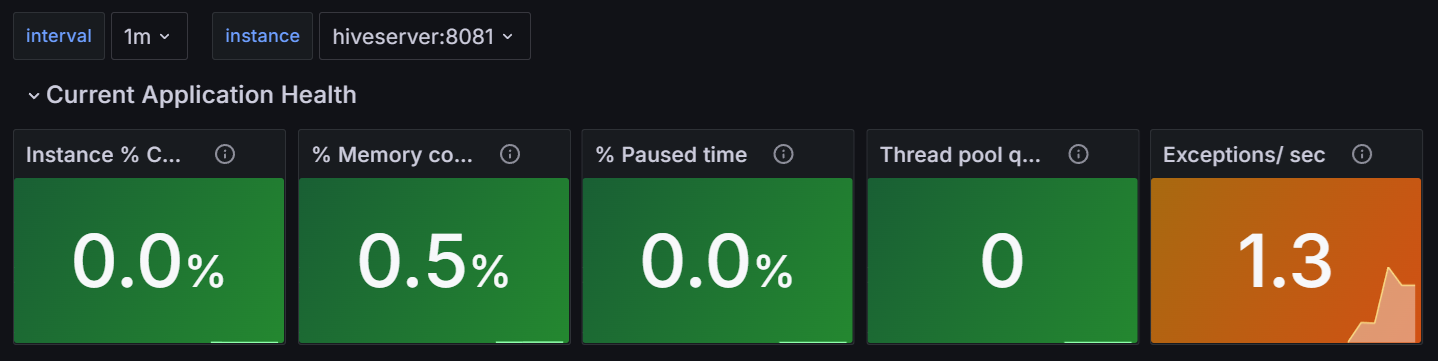 interval 1m instance hiveserver:8081
Current Application Health
Instance % C... % Memory co... % Paused time Thread pool q... Exceptions/ sec
0.0% 0.5% 0.0% 0 1.3